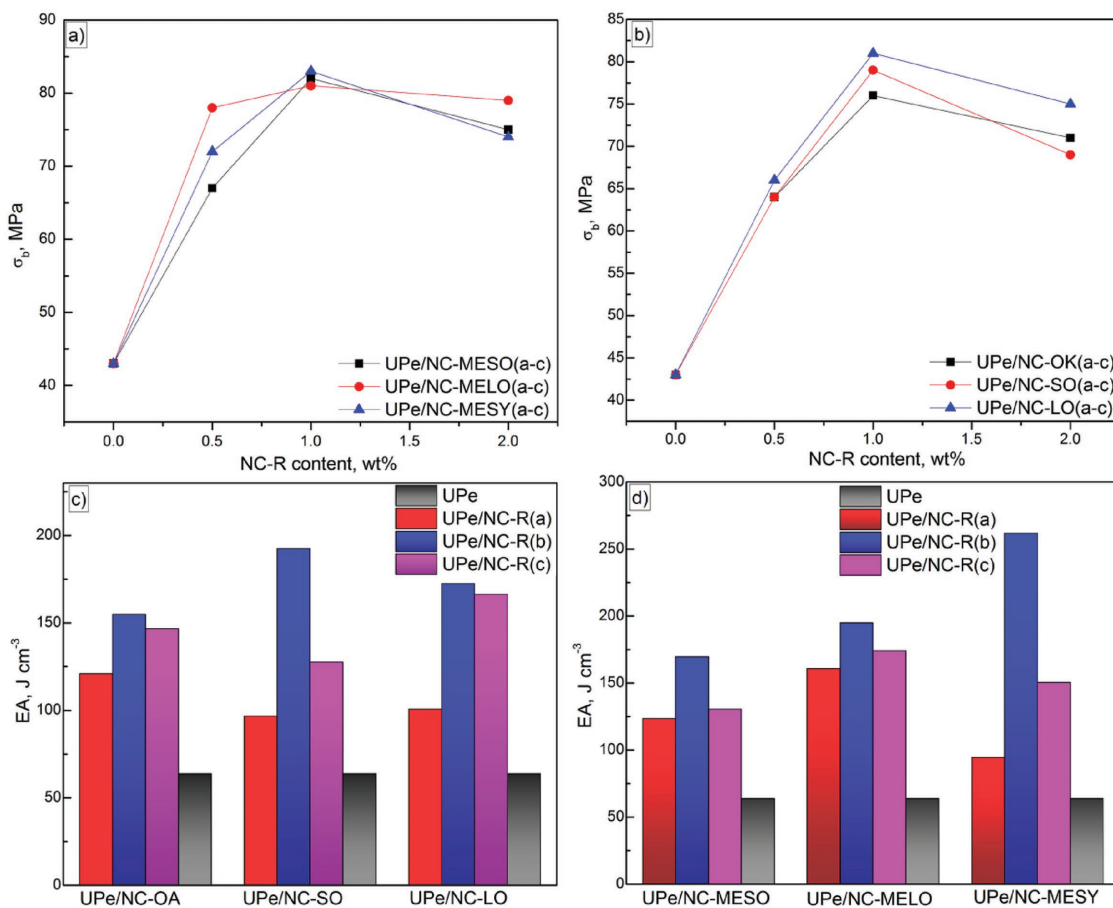 a)
90
80
70
60
50
40
σb, MPa
0.0
0.5
1.0
1.5
2.0
NC-R content, wt%
UPe/NC-MESO(a-c)
UPe/NC-MELO(a-c)
UPe/NC-MESY(a-c)
b)
85
80
75
70
65
60
55
50
45
40
σb, MPa
0.0
0.5
1.0
1.5
2.0
NC-R content, wt%
UPe/NC-OK(a-c)
UPe/NC-SO(a-c)
UPe/NC-LO(a-c)
c)
UPe
UPe/NC-R(a)
UPe/NC-R(b)
UPe/NC-R(c)
200
150
100
50
0
EA, J cm-3
UPe/NC-OA
UPe/NC-SO
UPe/NC-LO
d)
UPe
UPe/NC-R(a)
UPe/NC-R(b)
UPe/NC-R(c)
300
250
200
150
100
50
0
EA, J cm-3
UPe/NC-MESO
UPe/NC-MELO
UPe/NC-MESY